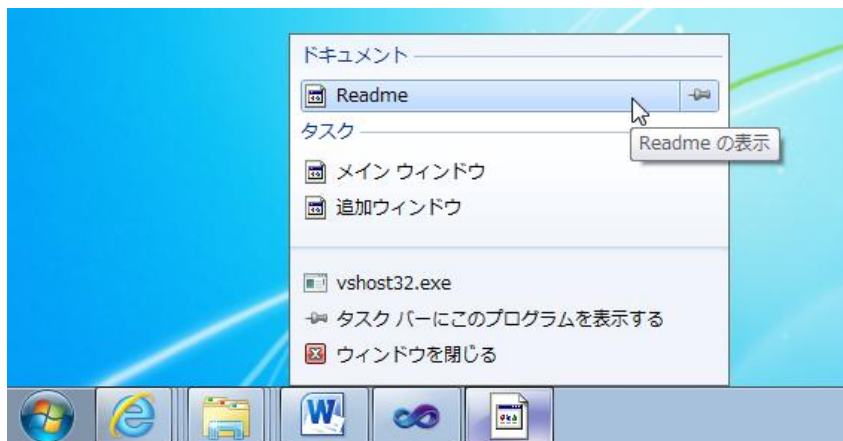 ドキュメント
Readme
タスク
Readme の表示
メイン ウィンドウ
追加ウィンドウ
vshost32.exe
タスク バーにこのプログラムを表示する
ウィンドウを閉じる